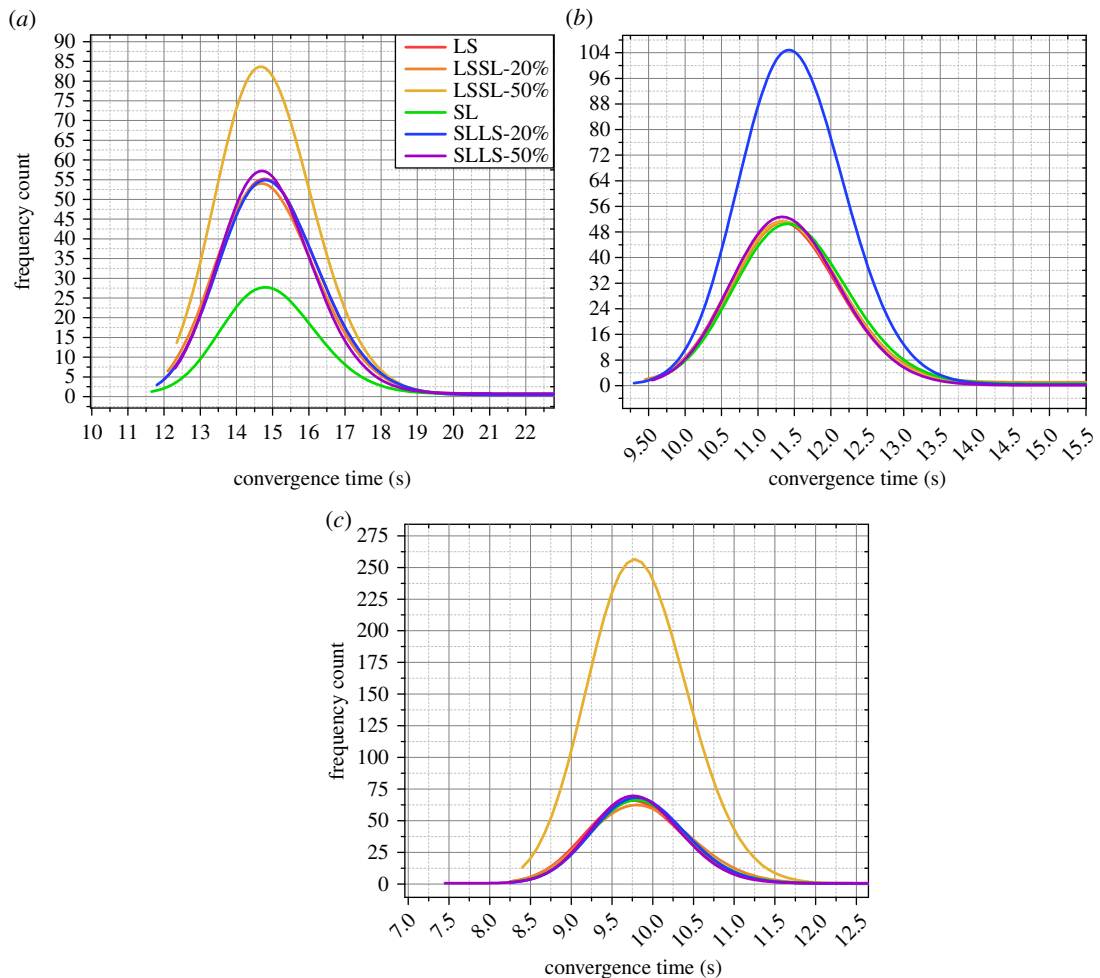 (a)
90
85
80
75
70
65
60
55
50
45
40
35
30
25
20
15
10
5
0
frequency count
LS
LSSL-20%
LSSL-50%
SL
SLLS-20%
SLLS-50%
10 11 12 13 14 15 16 17 18 19 20 21 22
convergence time (s)
(b)
104
96
88
80
72
64
56
48
40
32
24
16
8
0
9.50 10.0 10.5 11.0 11.5 12.0 12.5 13.0 13.5 14.0 14.5 15.0 15.5
convergence time (s)
(c)
275
250
225
200
175
150
125
100
75
50
25
0
frequency count
7.0 7.5 8.0 8.5 9.0 9.5 10.0 10.5 11.0 11.5 12.0 12.5
convergence time (s)